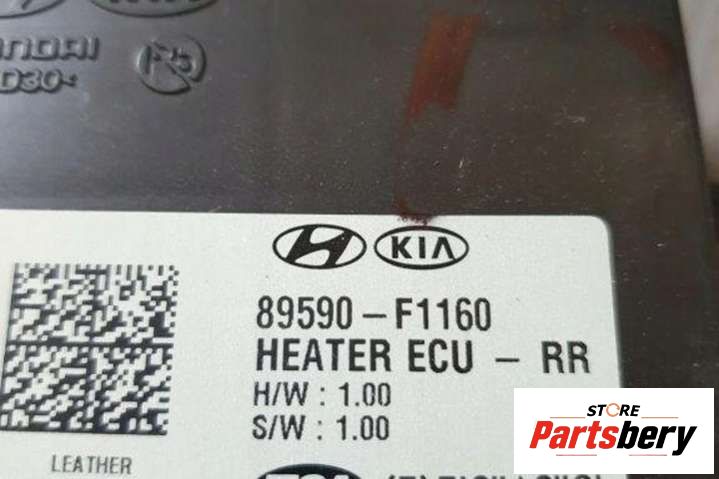 KIA
89590-F1160
HEATER ECU - RR
H/W : 1.00
S/W : 1.00
LEATHER
STORE
Partsbery